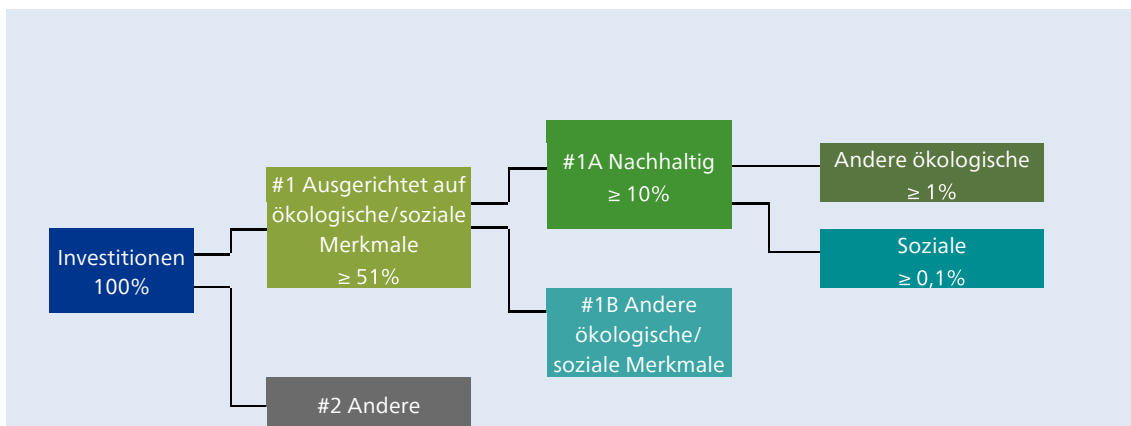 Investitionen
100%
#1 Ausgerichtet auf
ökologische/soziale
Merkmale
≥ 51%
#2 Andere
#1A Nachhaltig
≥ 10%
#1B Andere
ökologische/
soziale Merkmale
Andere ökologische
≥ 1%
Soziale
≥ 0,1%